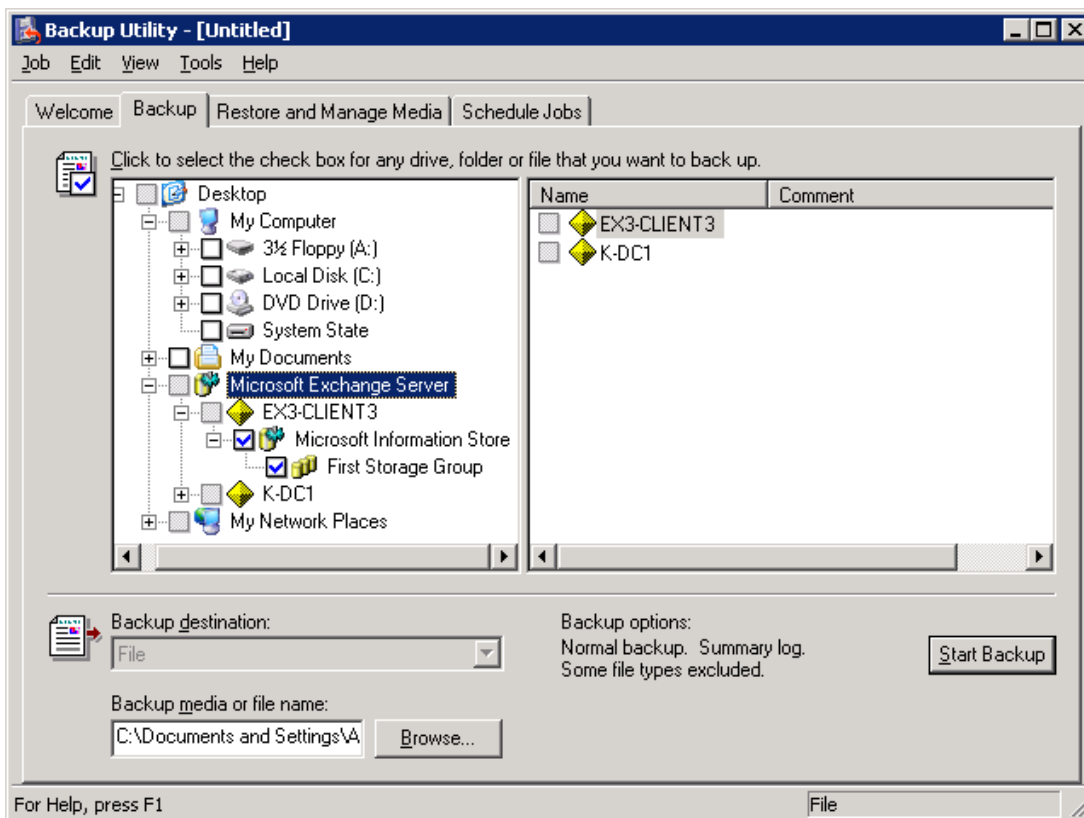 Backup Utility - [Untitled]
Job Edit View Tools Help
Welcome Backup Restore and Manage Media Schedule Jobs
Click to select the check box for any drive, folder or file that you want to back up.
Desktop
My Computer
3½ Floppy (A:)
Local Disk (C:)
DVD Drive (D:)
System State
My Documents
Microsoft Exchange Server
EX3-CLIENT3
Microsoft Information Store
First Storage Group
K-DC1
My Network Places
Name Comment
EX3-CLIENT3
K-DC1
Backup destination:
File
Backup media or file name:
C:\Documents and Settings\A
Browse...
Backup options:
Normal backup. Summary log.
Some file types excluded.
Start Backup
For Help, press F1
File